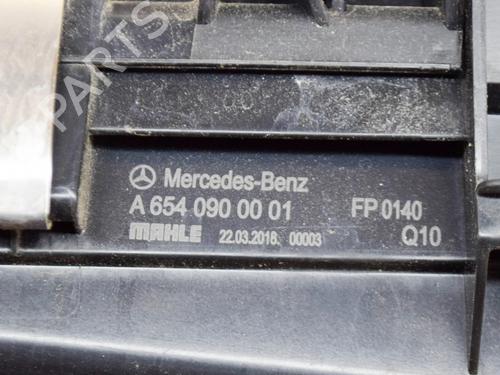 B-PARTS
Mercedes-Benz
A 654 090 00 01 FP 0140
MAHLE 22.03.2018 00003 Q10